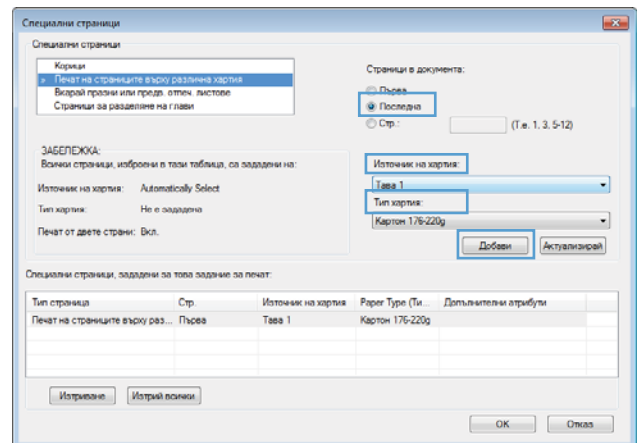 Специални страници
Специални страници
Корици
Печат на страниците върху различна хартия
Вкарай празни или предв. отпеч. листове
Страници за разделяне на глави
Страници в документа:
Първа
Последна
Стр.:
(Т.е. 1, 3, 5-12)
ЗАБЕЛЕЖКА:
Всички страници, изброени в тази таблица, са зададени на:
Източник на хартия: Automatically Select
Тип хартия: Не е зададена
Печат от двете страни: Вкл.
Източник на хартия:
Тава 1
Тип хартия:
Картон 176-220g
Добави Актуализирай
Специални страници, зададени за това задание за печат:
Тип страница Стр. Източник на хартия Paper Type (Ти... Допълнителни атрибути
Печат на страниците върху раз... Първа Тава 1 Картон 176-220g
Изтриване Изтрий всички
OK Отказ